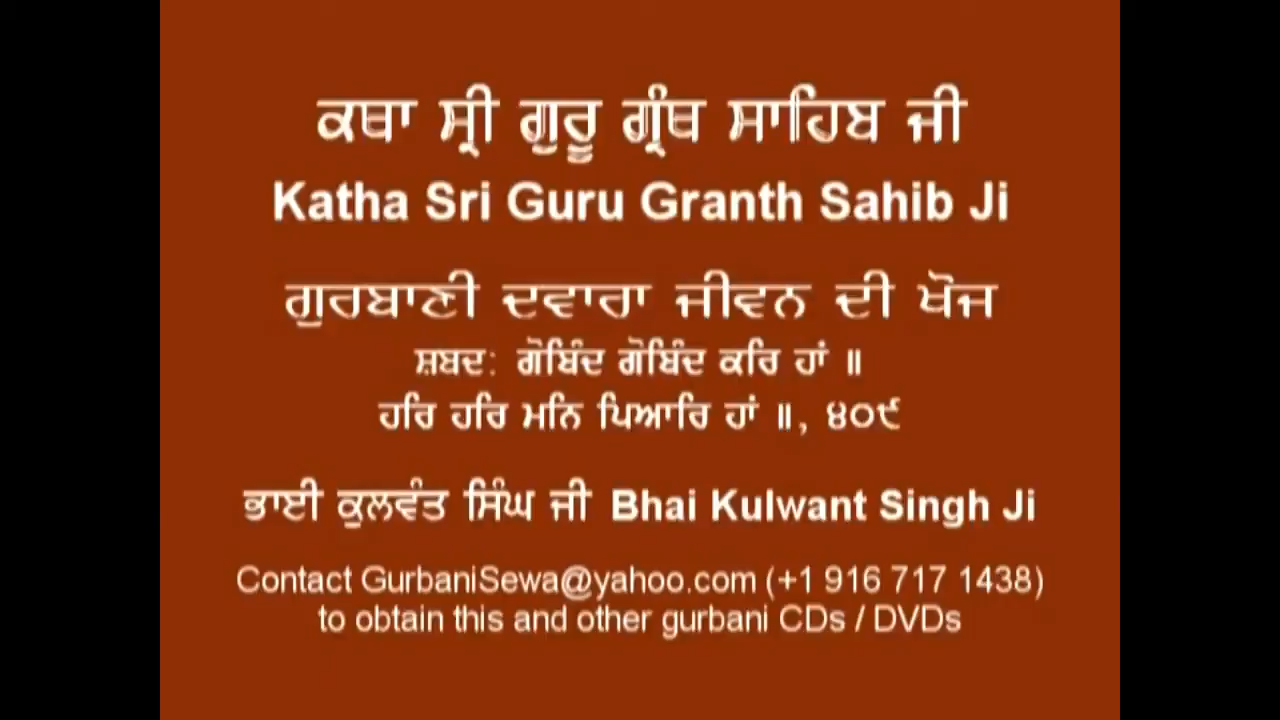 ਕਥਾ ਸ੍ਰੀ ਗੁਰੂ ਗ੍ਰੰਥ ਸਾਹਿਬ ਜੀ
Katha Sri Guru Granth Sahib Ji
ਗੁਰਬਾਣੀ ਦਵਾਰਾ ਜੀਵਨ ਦੀ ਖੋਜ
ਸ਼ਬਦ: ਗੋਬਿੰਦ ਗੋਬਿੰਦ ਕਰਿ ਹਾਂ ॥
ਹਰਿ ਹਰਿ ਮਨਿ ਪਿਆਰਿ ਹਾਂ ॥, ੪੦੯
ਭਾਈ ਕੁਲਵੰਤ ਸਿੰਘ ਜੀ Bhai Kulwant Singh Ji
Contact GurbaniSewa@yahoo.com (+1 916 717 1438)
to obtain this and other gurbani CDs / DVDs